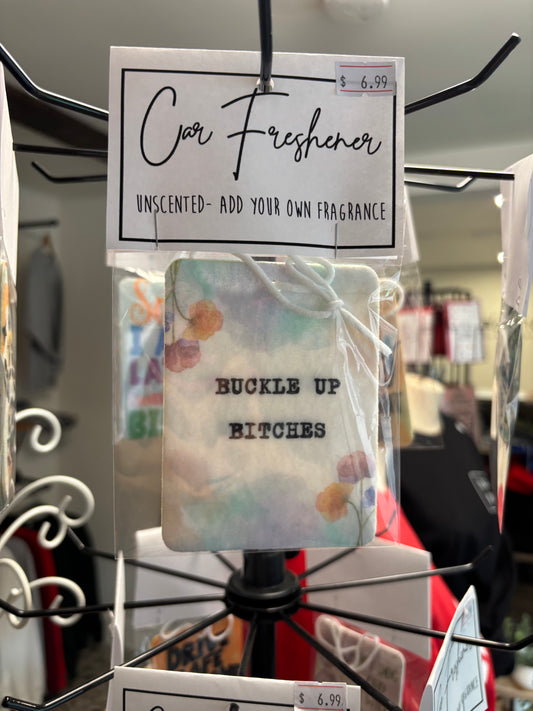 $ 6.99
Car Freshener
UNSCENTED- ADD YOUR OWN FRAGRANCE
BUCKLE UP
BITCHES
$ 6.99